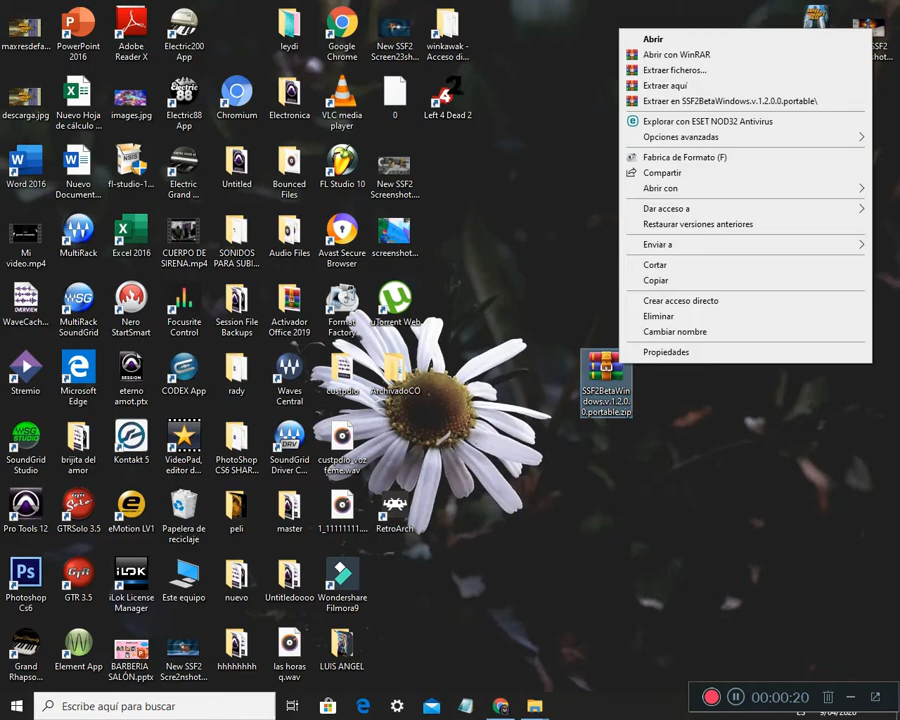 maxresdefa...
PowerPoint
2016
Adobe
Reader X
Electric200
App
leydi
Google
Chrome
New SSF2
Screen23sh...
winkawak -
Acceso di...
descarga.jpg
Nuevo Hoja
de cálculo ...
images.jpg
Electric88
App
Chromium
Electronica
VLC media
player
0
Left 4 Dead 2
Word 2016
Nuevo
Document...
fl-studio-1...
Electric
Grand ...
Untitled
Bounced
Files
FL Studio 10
New SSF2
Screenshot...
Mi
video.mp4
MultiRack
Excel 2016
CUERPO DE
SIRENA.mp4
SONIDOS
PARA SUBI...
Audio Files
Avast Secure
Browser
screenshot...
WaveCach...
MultiRack
SoundGrid
Nero
StartSmart
Focusrite
Control
Session File
Backups
Activador
Office 2019
Format
Factory
uTorrent Web
Stremio
Microsoft
Edge
eterno
amot.ptx
CODEX App
rady
Waves
Central
custpdio
ArchivadoCO
SoundGrid
Studio
brijita del
amor
Kontakt 5
VideoPad,
editor d...
PhotoShop
CS6 SHAR...
SoundGrid
Driver C...
custpdio_voz
feme.wav
Pro Tools 12
GTRSolo 3.5
eMotion LV1
Papelera de
reciclaje
peli
master
1_11111111....
RetroArch
Photoshop
Cs6
GTR 3.5
iLok License
Manager
Este equipo
nuevo
Untitledoooo
Wondershare
Filmora9
Grand
Rhapso...
Element App
BARBERIA
SALÓN.pptx
New SSF2
Scre2nshot...
hhhhhhhh
las horas
q.wav
LUIS ANGEL
Abrir
Abrir con WinRAR
Extraer ficheros...
Extraer aquí
Extraer en SSF2BetaWindows.v.1.2.0.0.portable\
Explorar con ESET NOD32 Antivirus
Opciones avanzadas
Fabrica de Formato (F)
Compartir
Abrir con
Dar acceso a
Restaurar versiones anteriores
Enviar a
Cortar
Copiar
Crear acceso directo
Eliminar
Cambiar nombre
Propiedades
SSF2BetaWin
dows.v.1.2.0.
0.portable.zip
Escribe aquí para buscar
00:00:20